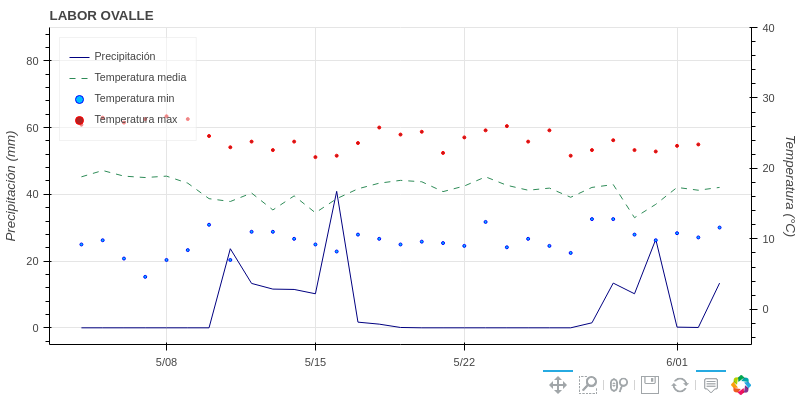 LABOR OVALLE
Precipitación
Temperatura media
Temperatura min
Temperatura max
Precipitación (mm)
80
60
40
20
0
Temperatura (°C)
40
30
20
10
0
5/08
5/15
5/22
6/01